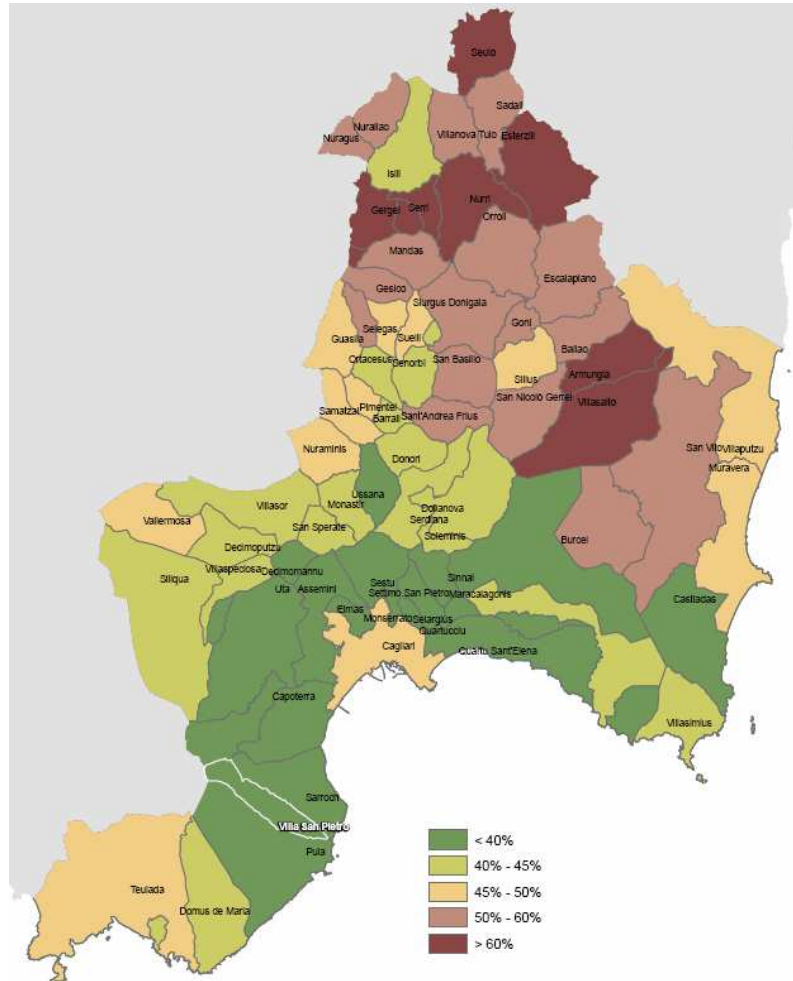 Seulo
Sadali
Nurallao
Nuragus
Villanova
Tulo
Esterzili
Isili
Nurri
Gergei
Serri
Orroli
Mandas
Escalaplano
Gesico
Siurgus Donigala
Goni
Selegas
Suelli
Guasila
Ballao
Ortacesus
Senorbì
San Basilio
Silius
Armungia
San Nicolò Gerrei
Villasalto
Pimentel
Samatzai
Barrali
Sant'Andrea Frius
San Vito
Villaputzu
Muravera
Nuraminis
Donori
Ussana
Villasor
Monastir
Dolianova
Vallermosa
Serdiana
San Sperate
Soleminis
Decimoputzu
Burcei
Villaspeciosa
Decimomannu
Siliqua
Sestu
Sinnai
Uta
Assemini
Settimo
San Pietro
Maracalagonis
Castiadas
Elmas
Monserrato
Selargius
Quartucciu
Cagliari
Quartu Sant'Elena
Capoterra
Villasimius
Sarroch
Villa San Pietro
Pula
Teulada
Domus de Maria
< 40%
40% - 45%
45% - 50%
50% - 60%
> 60%